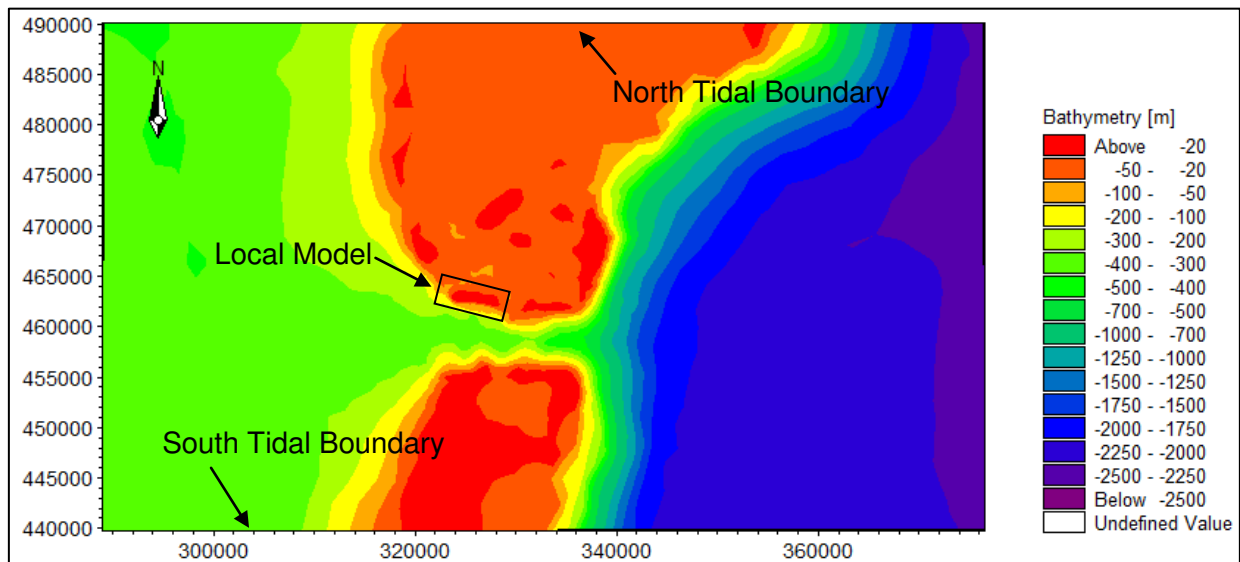 490000
485000
480000
475000
470000
465000
460000
455000
450000
445000
440000
N
North Tidal Boundary
Local Model
South Tidal Boundary
300000 320000 340000 360000
Bathymetry [m]
Above -20
-50 - -20
-100 - -50
-200 - -100
-300 - -200
-400 - -300
-500 - -400
-700 - -500
-1000 - -700
-1250 - -1000
-1500 - -1250
-1750 - -1500
-2000 - -1750
-2250 - -2000
-2500 - -2250
Below -2500
Undefined Value